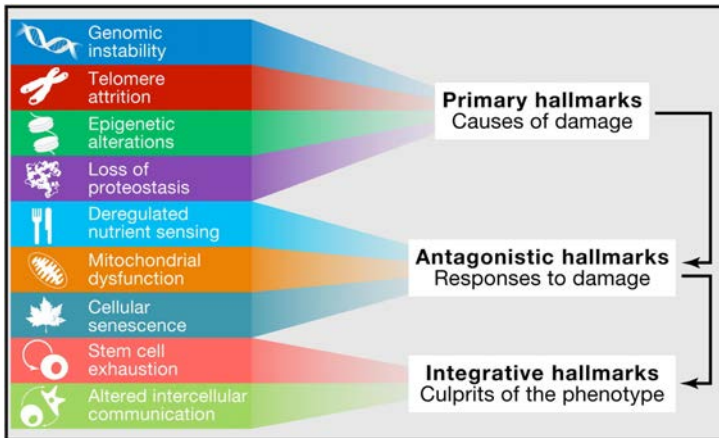 Genomic
instability
Telomere
attrition
Epigenetic
alterations
Loss of
proteostasis
Deregulated
nutrient sensing
Mitochondrial
dysfunction
Cellular
senescence
Stem cell
exhaustion
Altered intercellular
communication
Primary hallmarks
Causes of damage
Antagonistic hallmarks
Responses to damage
Integrative hallmarks
Culprits of the phenotype